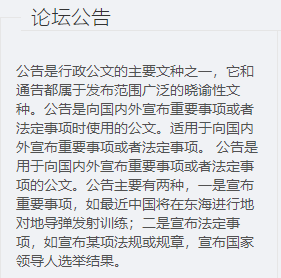 论坛公告
公告是行政公文的主要文种之一，它和
通告都属于发布范围广泛的晓谕性文
种。公告是向国内外宣布重要事项或者
法定事项时使用的公文。适用于向国内
外宣布重要事项或者法定事项。 公告是
用于向国内外宣布重要事项或者法定事
项的公文。公告主要有两种，一是宣布
重要事项，如最近中国将在东海进行地
对地导弹发射训练；二是宣布法定事
项，如宣布某项法规或规章，宣布国家
领导人选举结果。